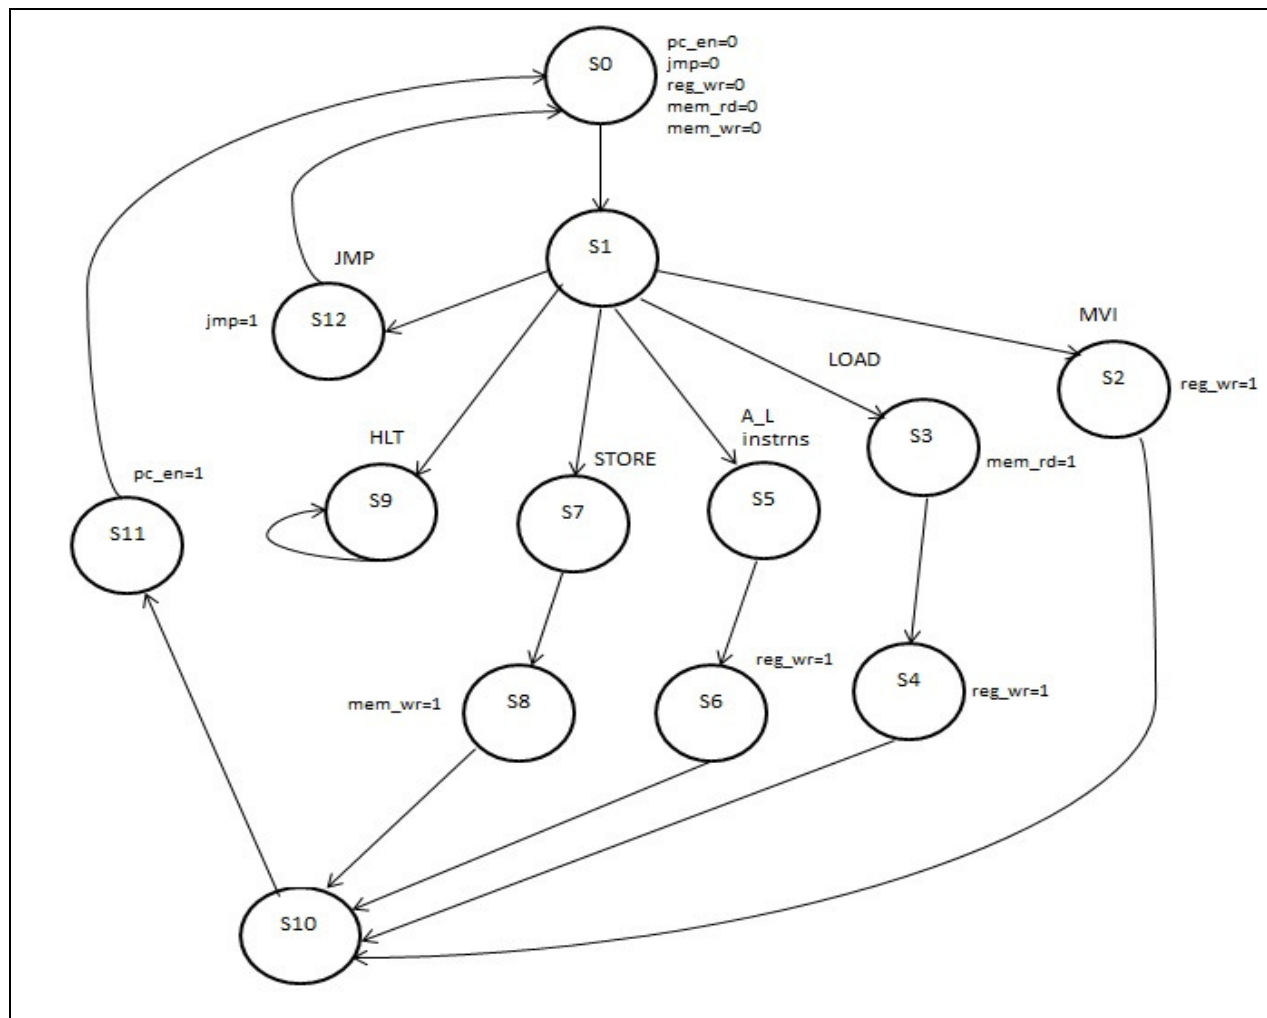 S0
pc_en=0
jmp=0
reg_wr=0
mem_rd=0
mem_wr=0
S1
JMP
jmp=1
S12
MVI
S2
reg_wr=1
LOAD
S3
mem_rd=1
A_L
instrns
S5
HLT
S9
STORE
S7
pc_en=1
S11
mem_wr=1
S8
reg_wr=1
S6
S4
reg_wr=1
S10